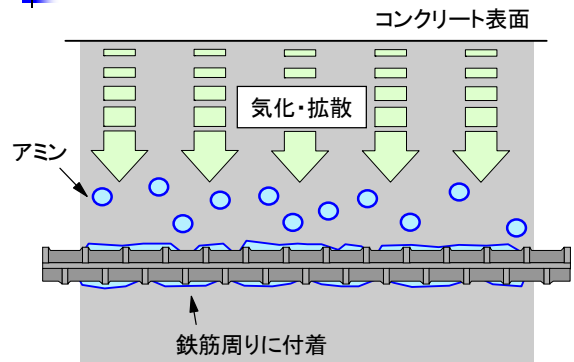 コンクリート表面
気化・拡散
アミン
鉄筋周りに付着